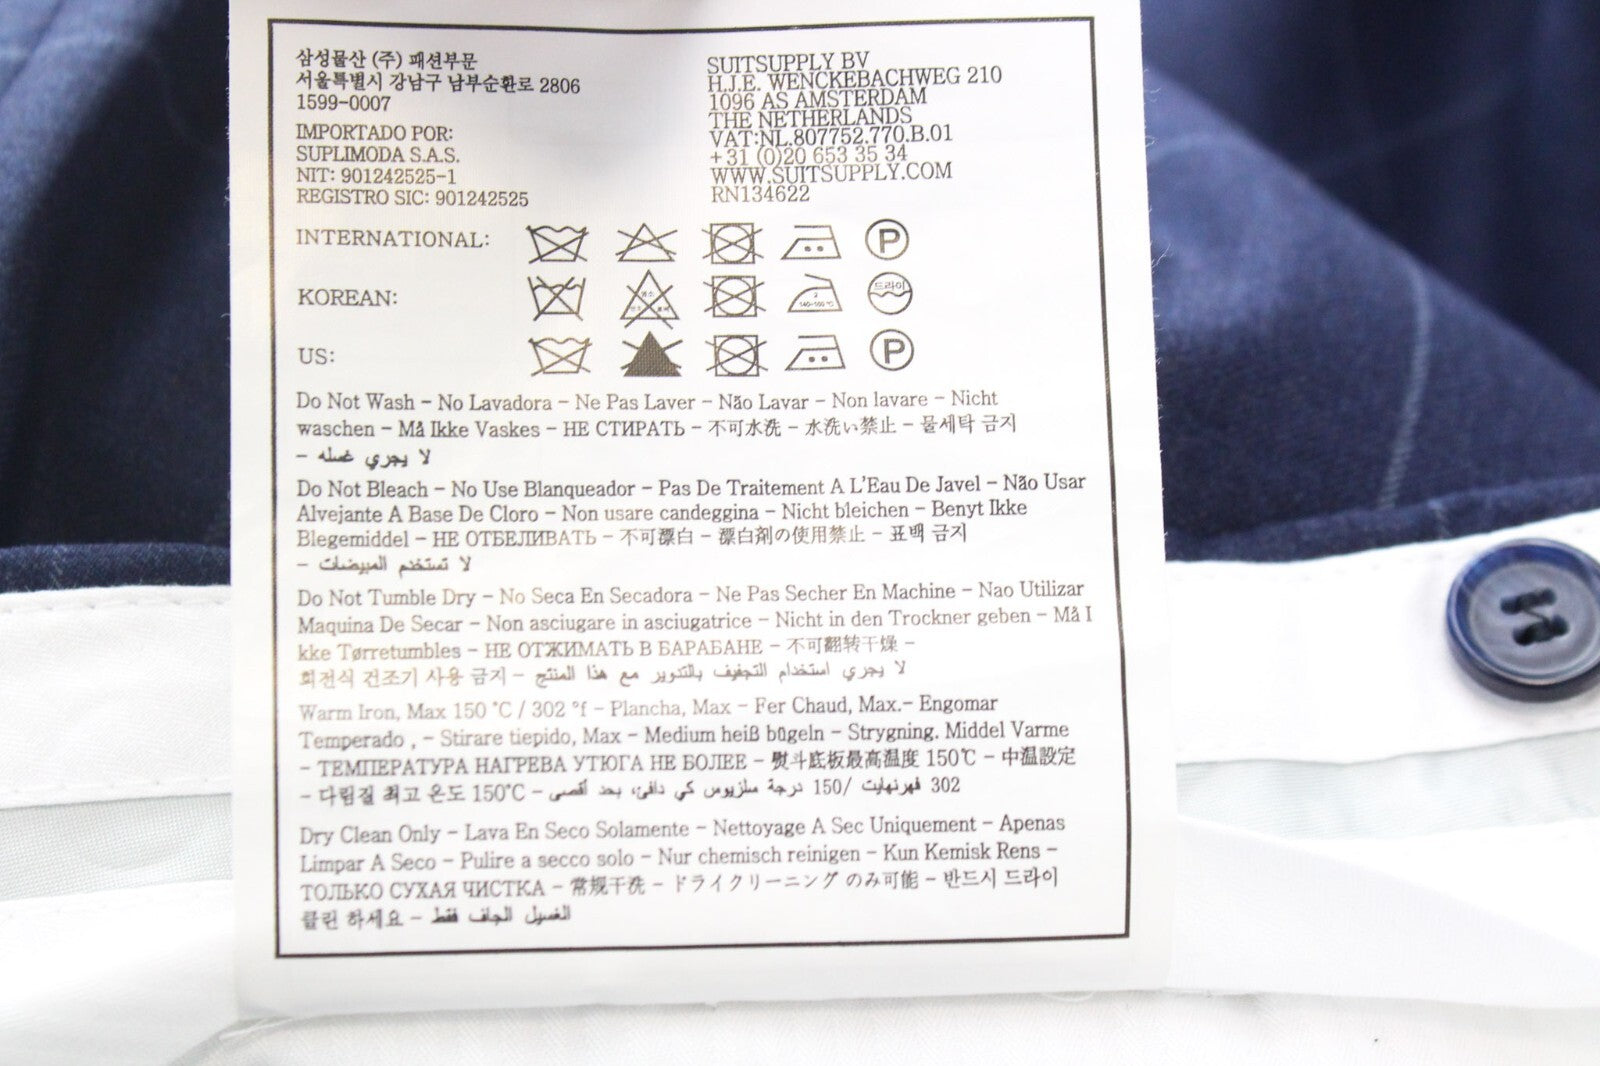 삼성물산 (주) 패션부문
서울특별시 강남구 남부순환로 2806
1599-0007
IMPORTADO POR:
SUPLIMODA S.A.S.
NIT: 901242525-1
REGISTRO SIC: 901242525
SUITSUPPLY BV
H.J.E. WENCKEBACHWEG 210
1096 AS AMSTERDAM
THE NETHERLANDS
VAT:NL.807752.770.B.01
+31 (0)20 653 35 34
WWW.SUITSUPPLY.COM
RN134622
INTERNATIONAL: P
KOREAN: 2 드라이
US: P
Do Not Wash - No Lavadora - Ne Pas Laver - Não Lavar - Non lavare - Nicht
waschen - Må Ikke Vaskes - НЕ СТИРАТЬ - 不可水洗 - 水洗い禁止 - 물세탁 금지
- لا يجري غسله
Do Not Bleach - No Use Blanqueador - Pas De Traitement A L'Eau De Javel - Não Usar
Alvejante A Base De Cloro - Non usare candeggina - Nicht bleichen - Benyt Ikke
Blegemiddel - НЕ ОТБЕЛИВАТЬ - 不可漂白 - 漂白剤の使用禁止 - 표백 금지
- لا تستخدم المبيضات
Do Not Tumble Dry - No Seca En Secadora - Ne Pas Secher En Machine - Nao Utilizar
Maquina De Secar - Non asciugare in asciugatrice - Nicht in den Trockner geben - Må I
kke Tørretumbles - НЕ ОТЖИМАТЬ В БАРАБАНЕ - 不可翻转干燥 -
회전식 건조기 사용 금지 - لا يجري استخدام التجفيف بالتدوير مع هذا المنتج
Warm Iron, Max 150 °C / 302 °f - Plancha, Max - Fer Chaud, Max.- Engomar
Temperado , - Stirare tiepido, Max - Medium heiß bügeln - Strygning. Middel Varme
- ТЕМПЕРАТУРА НАГРЕВА УТЮГА НЕ БОЛЕЕ - 熨斗底板最高温度 150℃ - 中温設定
- 다림질 최고 온도 150℃ - 302 فهرنهايت /150 درجة سلزيوس كي دافئ، بحد أقصى
Dry Clean Only - Lava En Seco Solamente - Nettoyage A Sec Uniquement - Apenas
Limpar A Seco - Pulire a secco solo - Nur chemisch reinigen - Kun Kemisk Rens -
ТОЛЬКО СУХАЯ ЧИСТКА - 常规干洗 - ドライクリーニング のみ可能 - 반드시 드라이
클린 하세요 - الغسيل الجاف فقط